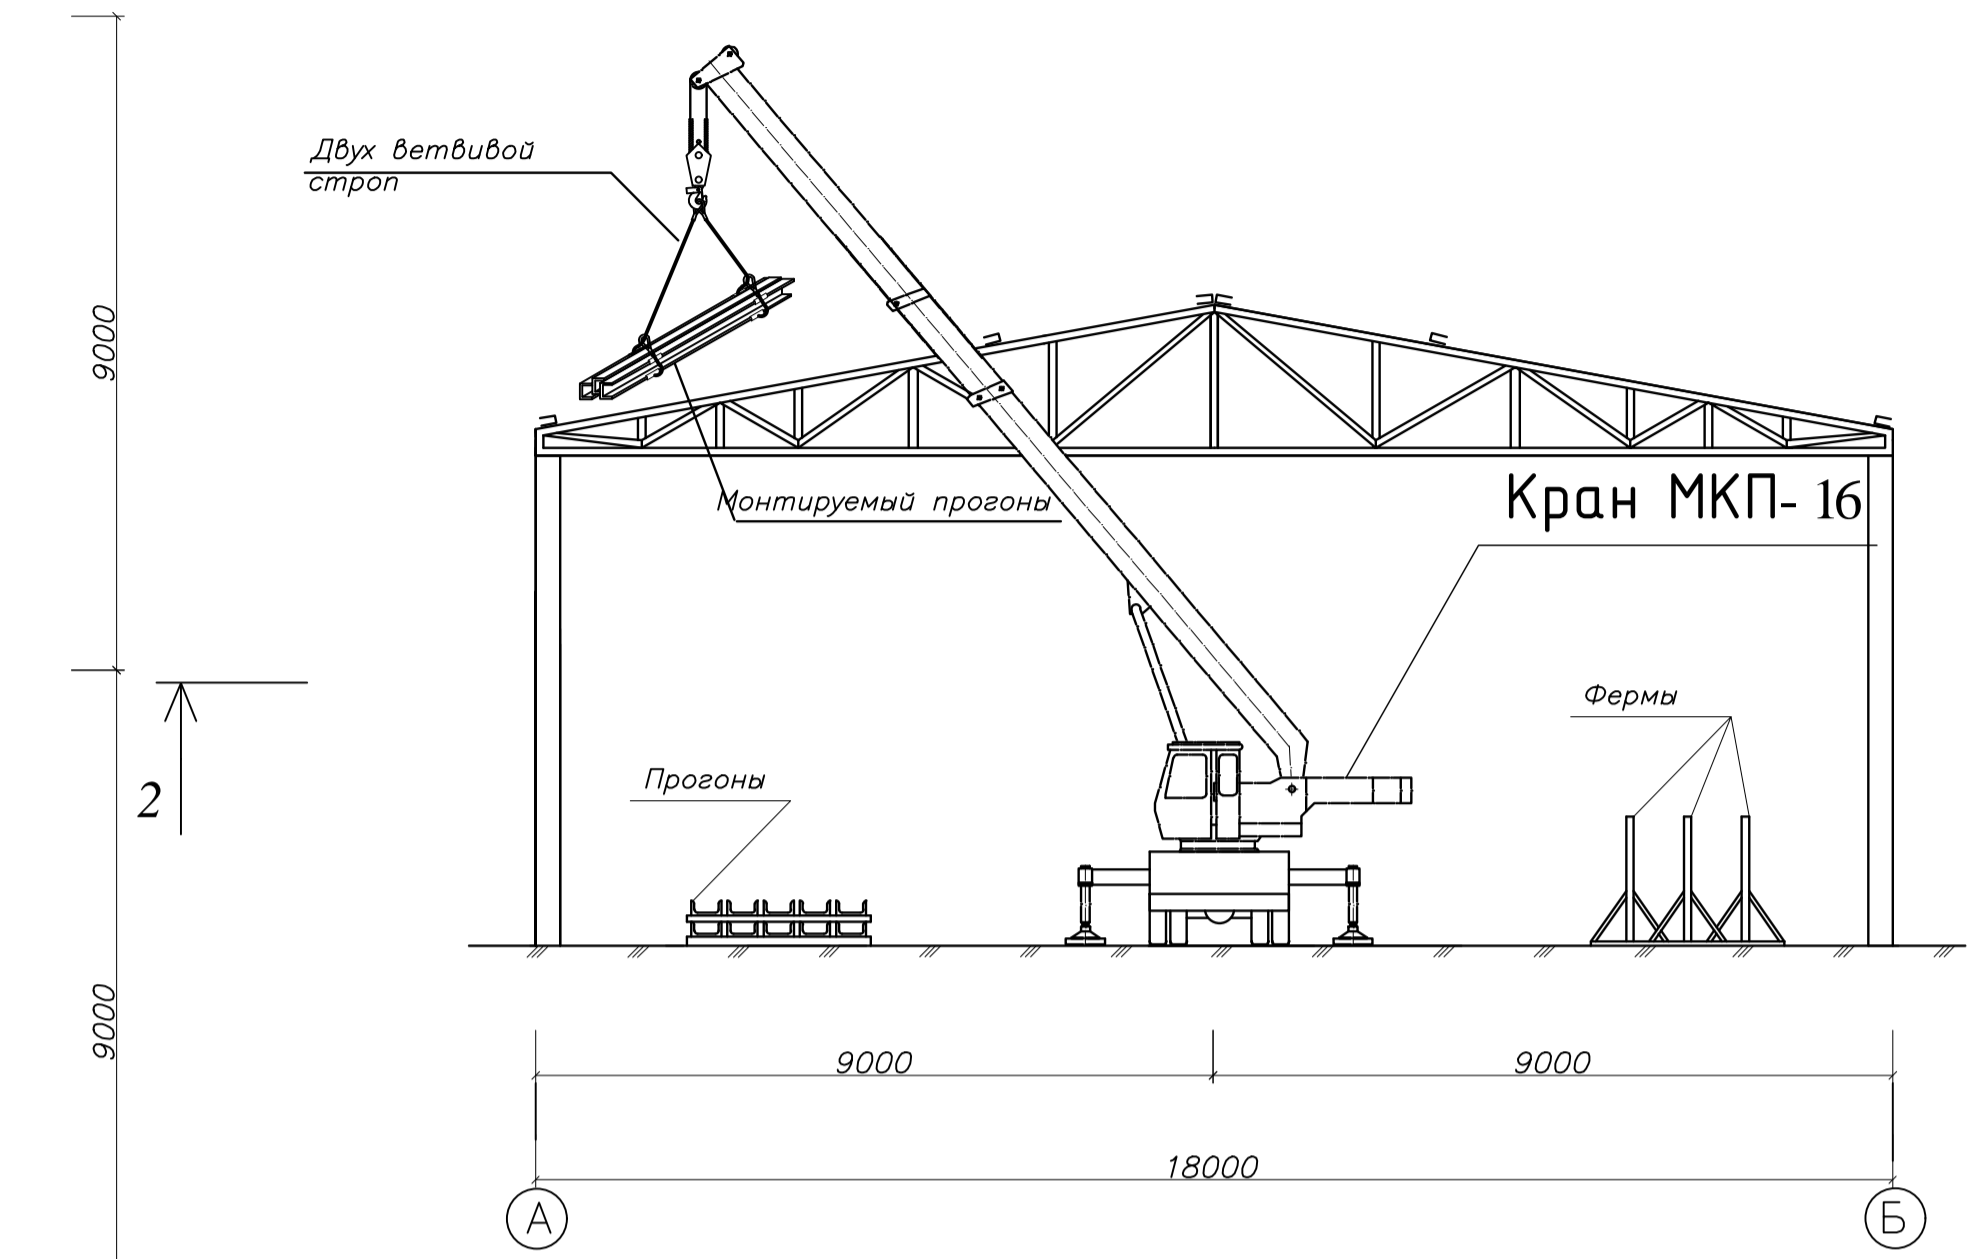 Двух ветвивой
строп
9000
Монтируемый прогоны
Кран МКП- 16
Фермы
2
Прогоны
9000
9000
9000
18000
А
Б